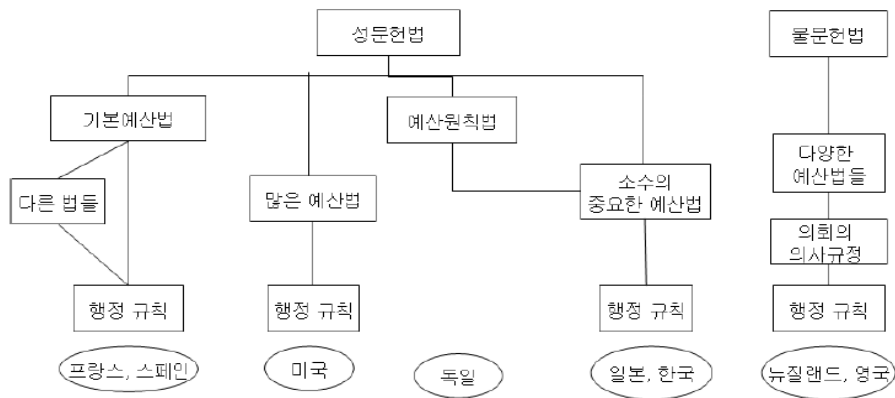 성문헌법
물문헌법
기본예산법
예산원칙법
다양한
예산법들
다른 법들
많은 예산법
소수의
중요한 예산법
의회의
의사규정
행정 규칙
행정 규칙
행정 규칙
행정 규칙
프랑스, 스페인
미국
독일
일본, 한국
뉴질랜드, 영국